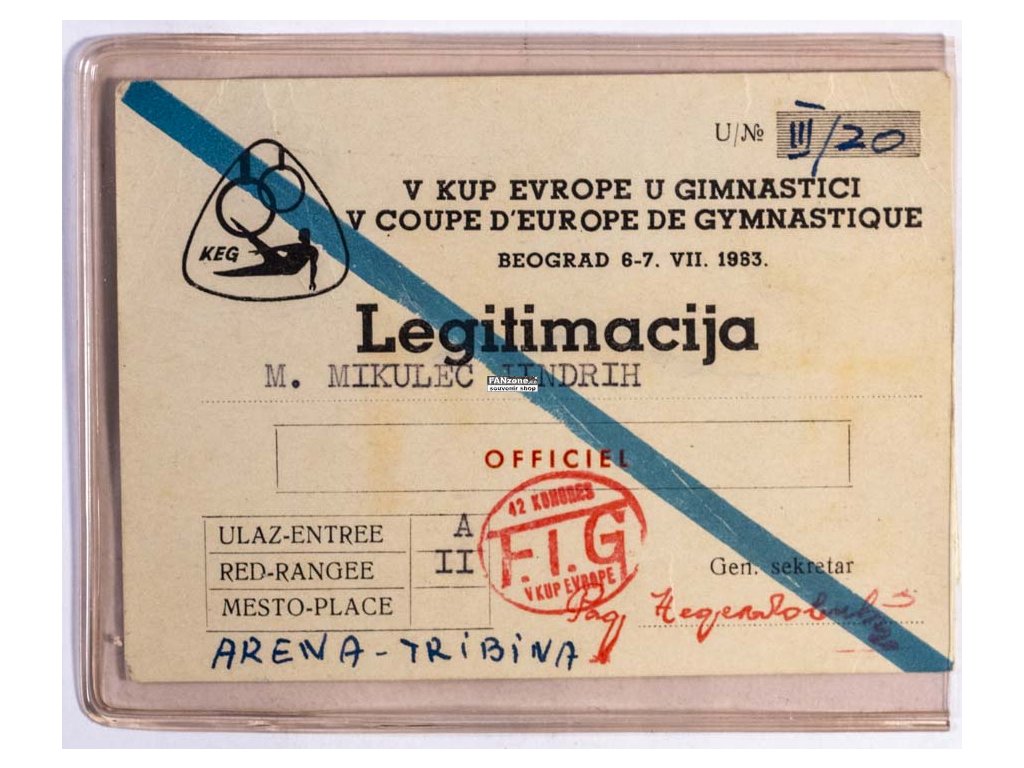 U/№ III/20
V KUP EVROPE U GIMNASTICI
V COUPE D'EUROPE DE GYMNASTIQUE
BEOGRAD 6-7. VII. 1963.
KEG
Legitimacija
M. MIKULEC JINDRIH
FANzone
souvenir shop
OFFICIEL
42 KONGRES
F.I.G
V KUP EVROPE
ULAZ-ENTREE A
RED-RANGEE II
MESTO-PLACE
Gen. sekretar
ARENA-TRIBINA